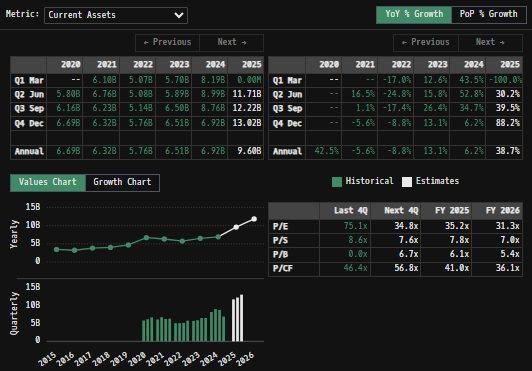 Metric: Current Assets YoY % Growth PoP % Growth
← Previous Next → ← Previous Next →
2020 2021 2022 2023 2024 2025 2020 2021 2022 2023 2024 2025
Q1 Mar -- 6.10B 5.07B 5.70B 8.19B 0.00M Q1 Mar -- -- -17.0% 12.6% 43.5% -100.0%
Q2 Jun 5.80B 6.76B 5.08B 5.89B 8.99B 11.71B Q2 Jun -- 16.5% -24.8% 15.8% 52.8% 30.2%
Q3 Sep 6.16B 6.23B 5.14B 6.50B 8.76B 12.22B Q3 Sep -- 1.1% -17.4% 26.4% 34.7% 39.5%
Q4 Dec 6.69B 6.32B 5.76B 6.51B 6.92B 13.02B Q4 Dec -- -5.6% -8.8% 13.1% 6.2% 88.2%
Annual 6.69B 6.32B 5.76B 6.51B 6.92B 9.60B Annual 42.5% -5.6% -8.8% 13.1% 6.2% 38.7%
Values Chart Growth Chart Historical Estimates
Last 4Q Next 4Q FY 2025 FY 2026
P/E 75.1x 34.8x 35.2x 31.3x
P/S 8.6x 7.6x 7.8x 7.0x
P/B 0.0x 6.7x 6.1x 5.4x
P/CF 46.4x 56.8x 41.0x 36.1x
Yearly
15B
10B
5B
0
Quarterly
15B
10B
5B
0
2015 2016 2017 2018 2019 2020 2021 2022 2023 2024 2025 2026